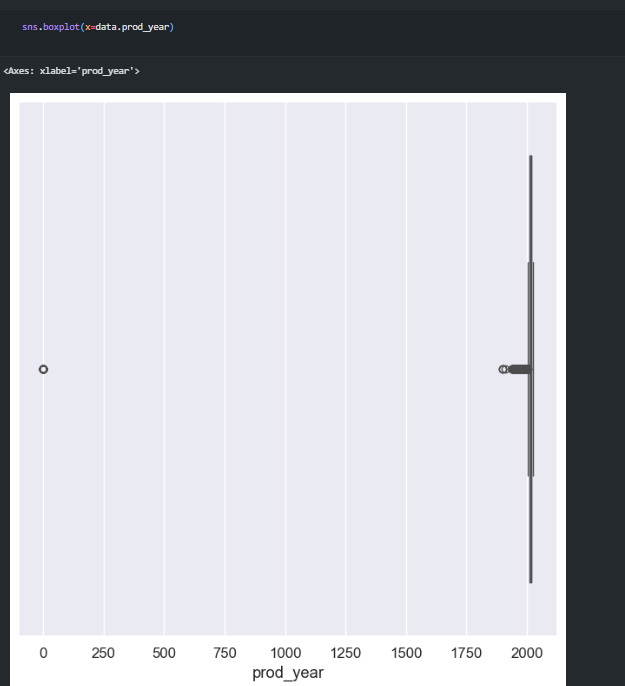 sns.boxplot(x=data.prod_year)
<Axes: xlabel='prod_year'>
0 250 500 750 1000 1250 1500 1750 2000
prod_year